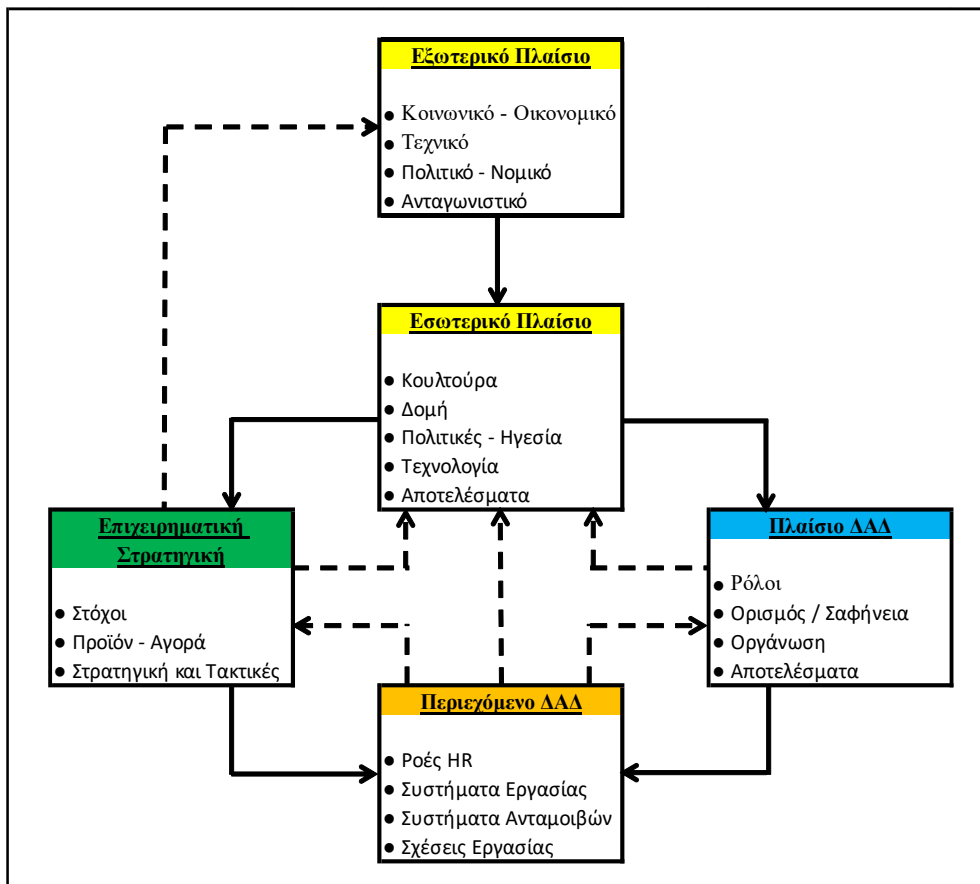 Εξωτερικό Πλαίσιο
● Κοινωνικό - Οικονομικό
● Τεχνικό
● Πολιτικό - Νομικό
● Ανταγωνιστικό
Εσωτερικό Πλαίσιο
● Κουλτούρα
● Δομή
● Πολιτικές - Ηγεσία
● Τεχνολογία
● Αποτελέσματα
Επιχειρηματική
Στρατηγική
● Στόχοι
● Προϊόν - Αγορά
● Στρατηγική και Τακτικές
Πλαίσιο ΔΑΔ
● Ρόλοι
● Ορισμός / Σαφήνεια
● Οργάνωση
● Αποτελέσματα
Περιεχόμενο ΔΑΔ
● Ροές HR
● Συστήματα Εργασίας
● Συστήματα Ανταμοιβών
● Σχέσεις Εργασίας